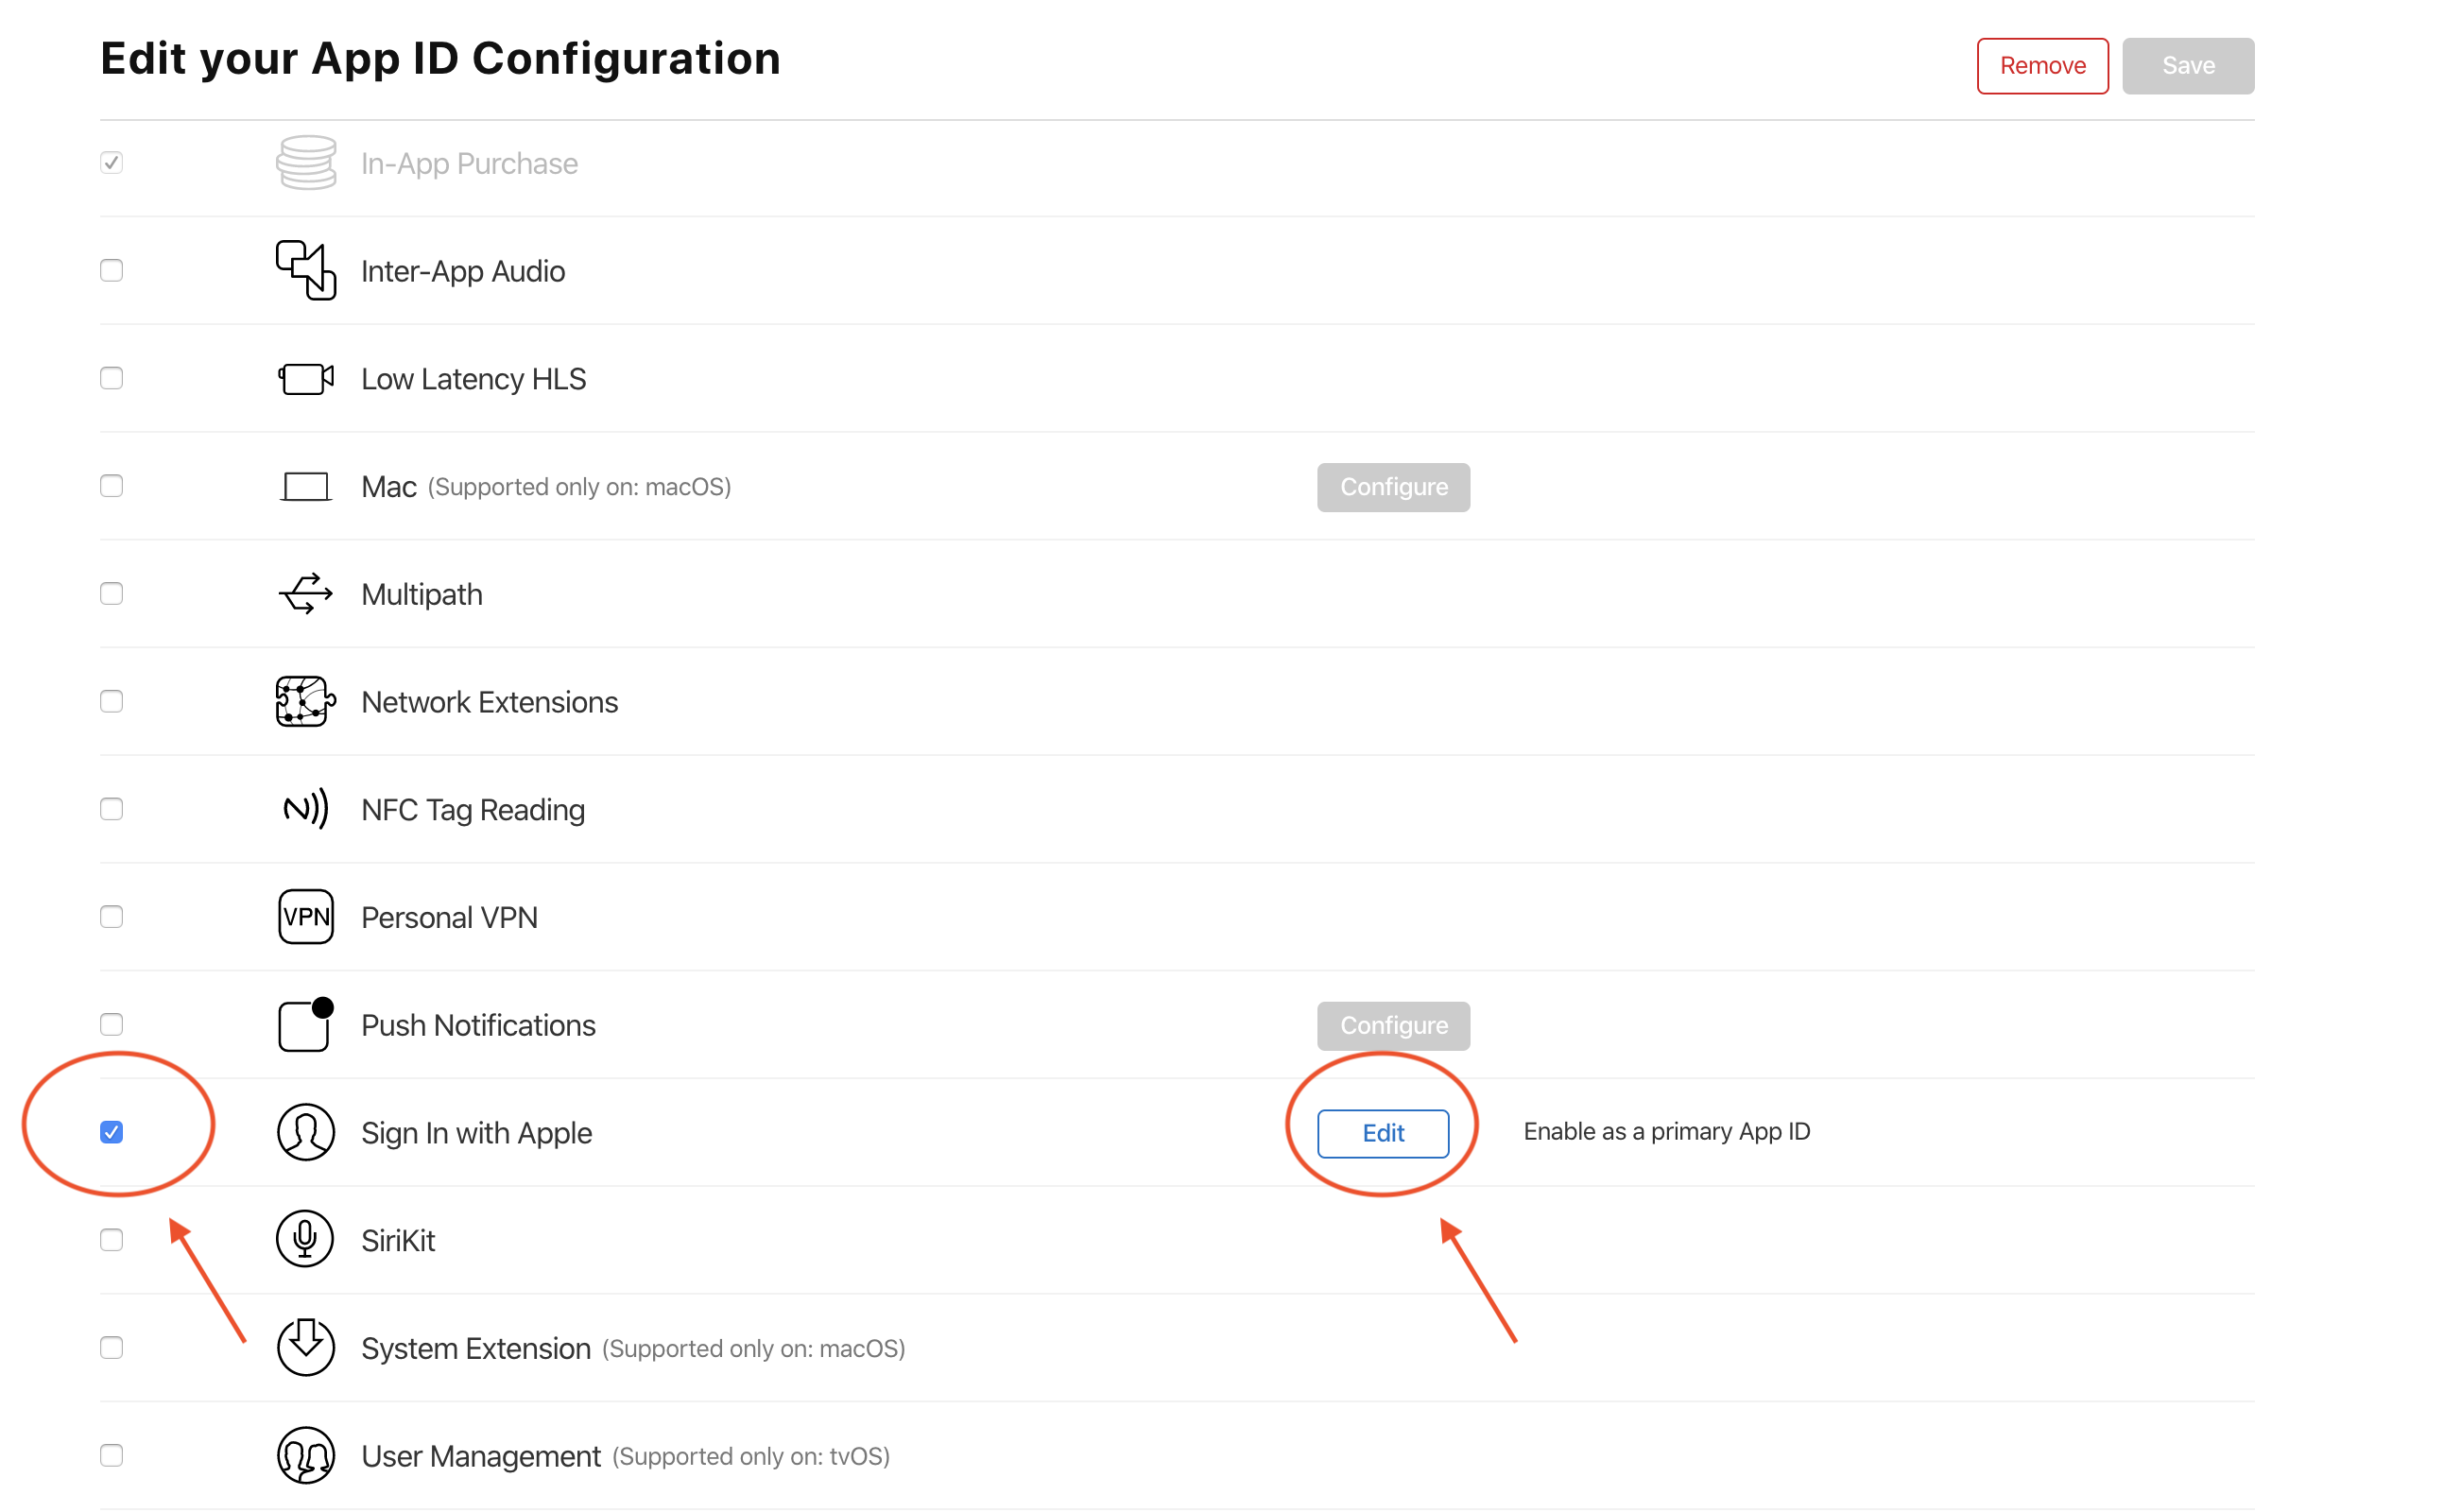 Edit your App ID Configuration
Remove
Save
In-App Purchase
Inter-App Audio
Low Latency HLS
Mac (Supported only on: macOS)
Configure
Multipath
Network Extensions
NFC Tag Reading
VPN
Personal VPN
Push Notifications
Configure
Sign In with Apple
Edit
Enable as a primary App ID
SiriKit
System Extension (Supported only on: macOS)
User Management (Supported only on: tvOS)